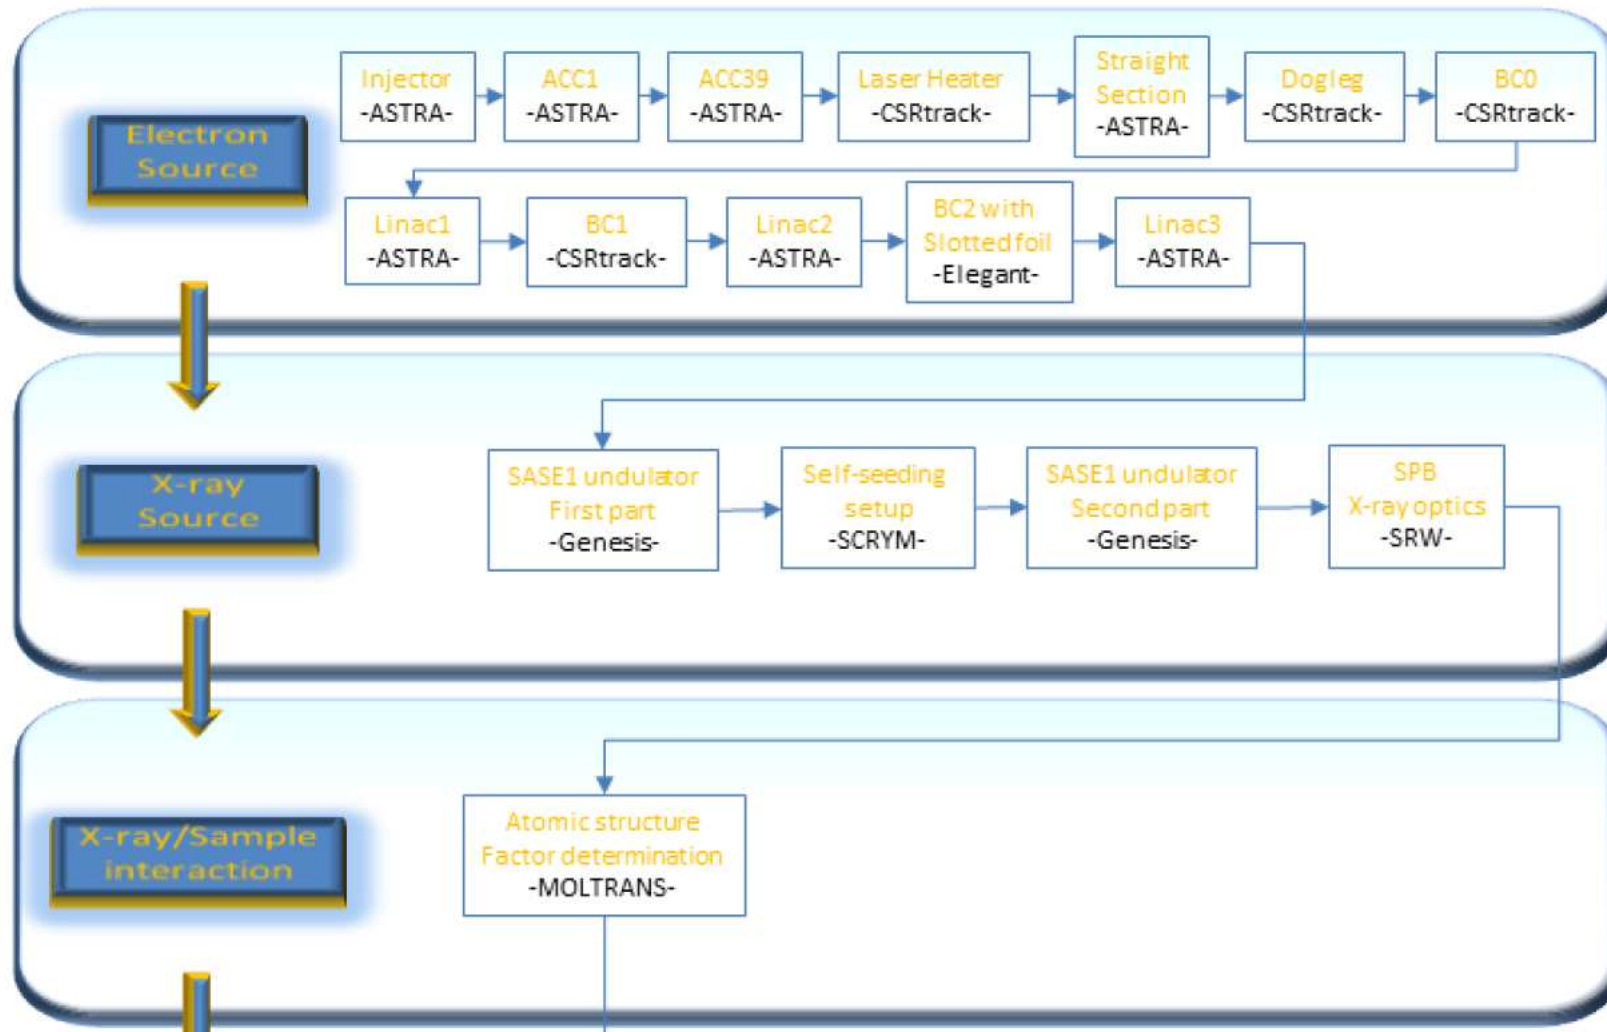 Electron
Source
Injector
-ASTRA-
ACC1
-ASTRA-
ACC39
-ASTRA-
Laser Heater
-CSRtrack-
Straight
Section
-ASTRA-
Dogleg
-CSRtrack-
BC0
-CSRtrack-
Linac1
-ASTRA-
BC1
-CSRtrack-
Linac2
-ASTRA-
BC2 with
Slotted foil
-Elegant-
Linac3
-ASTRA-
X-ray
Source
SASE1 undulator
First part
-Genesis-
Self-seeding
setup
-SCRYM-
SASE1 undulator
Second part
-Genesis-
SPB
X-ray optics
-SRW-
X-ray/Sample
interaction
Atomic structure
Factor determination
-MOLTRANS-